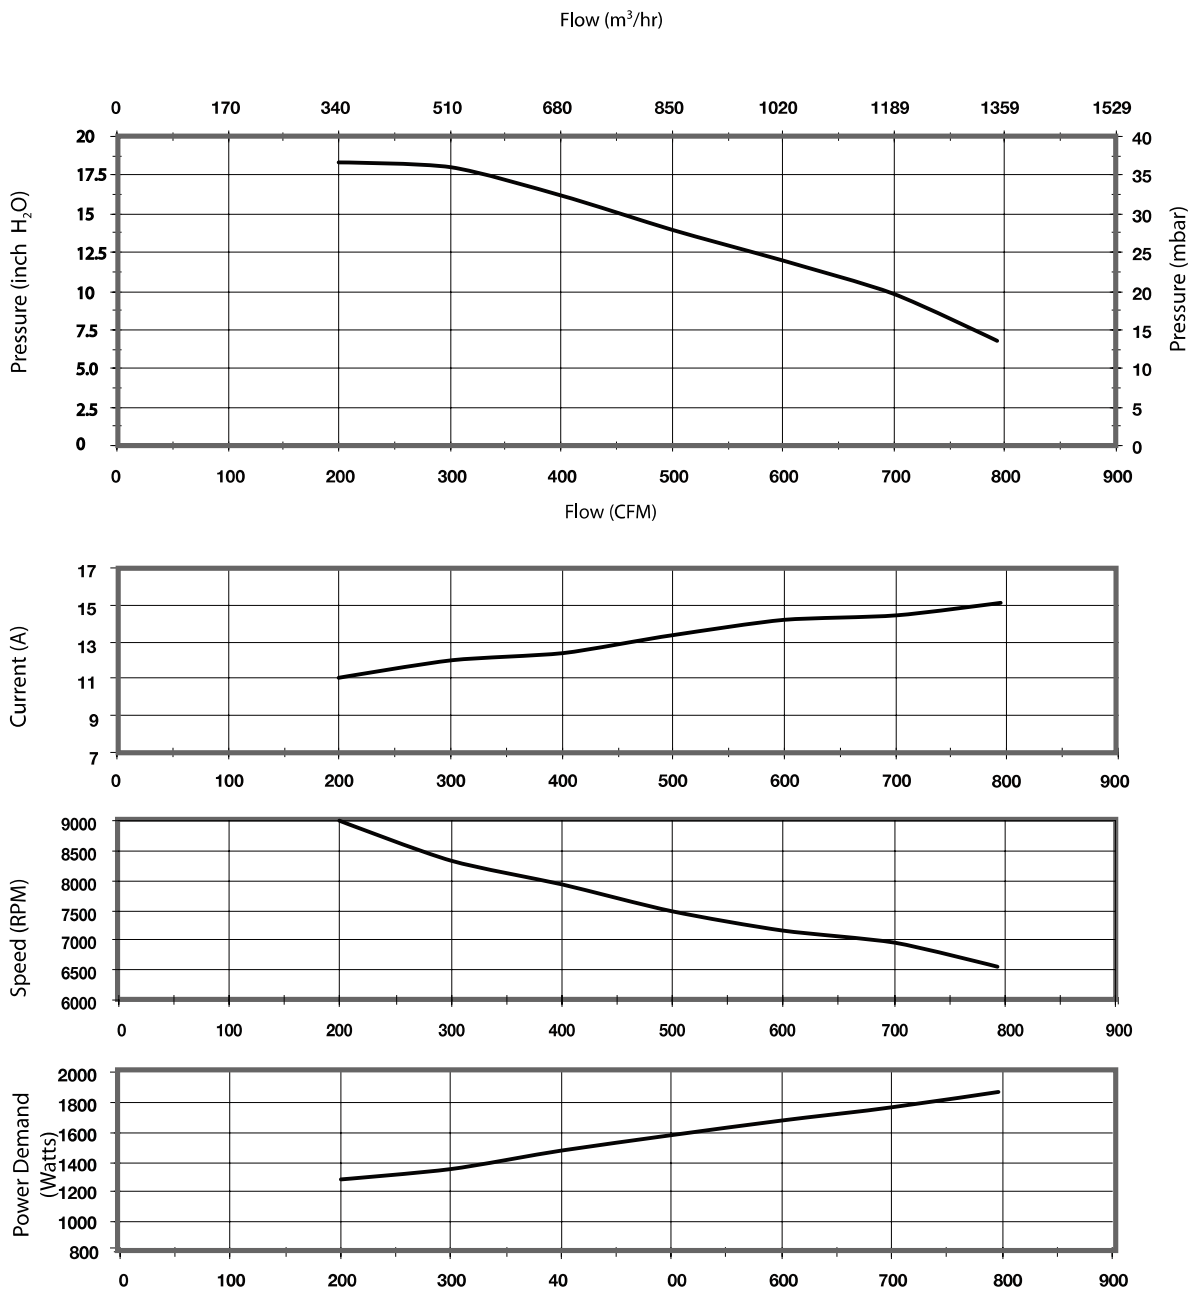 Flow (m³/hr)
0 170 340 510 680 850 1020 1189 1359 1529
20 40
17.5 35
15 30
12.5 25
10 20
7.5 15
5.0 10
2.5 5
0 0
Pressure (inch H₂O)
Pressure (mbar)
0 100 200 300 400 500 600 700 800 900
Flow (CFM)
17
15
13
11
9
7
Current (A)
0 100 200 300 400 500 600 700 800 900
9000
8500
8000
7500
7000
6500
6000
Speed (RPM)
0 100 200 300 400 500 600 700 800 900
2000
1800
1600
1400
1200
1000
800
Power Demand
(Watts)
0 100 200 300 40 00 600 700 800 900